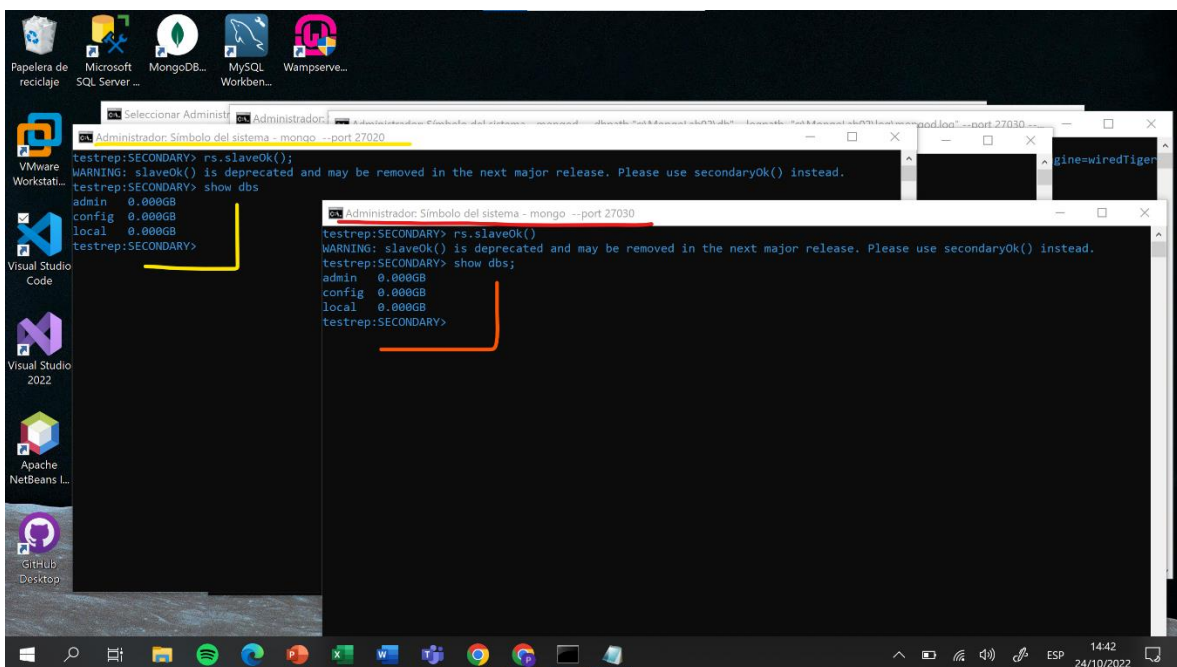 Papelera de
reciclaje
Microsoft
SQL Server ...
MongoDB...
MySQL
Workben...
Wampserve...
VMware
Workstati...
Visual Studio
Code
Visual Studio
2022
Apache
NetBeans I...
GitHub
Desktop
Seleccionar Administr
Administrador:
--port 27030 --...
gine=wiredTiger
Administrador: Símbolo del sistema - mongo --port 27020
testrep:SECONDARY> rs.slaveOk();
WARNING: slaveOk() is deprecated and may be removed in the next major release. Please use secondaryOk() instead.
testrep:SECONDARY> show dbs
admin 0.000GB
config 0.000GB
local 0.000GB
testrep:SECONDARY>
Administrador: Símbolo del sistema - mongo --port 27030
testrep:SECONDARY> rs.slaveOk()
WARNING: slaveOk() is deprecated and may be removed in the next major release. Please use secondaryOk() instead.
testrep:SECONDARY> show dbs;
admin 0.000GB
config 0.000GB
local 0.000GB
testrep:SECONDARY>
ESP
14:42
24/10/2022